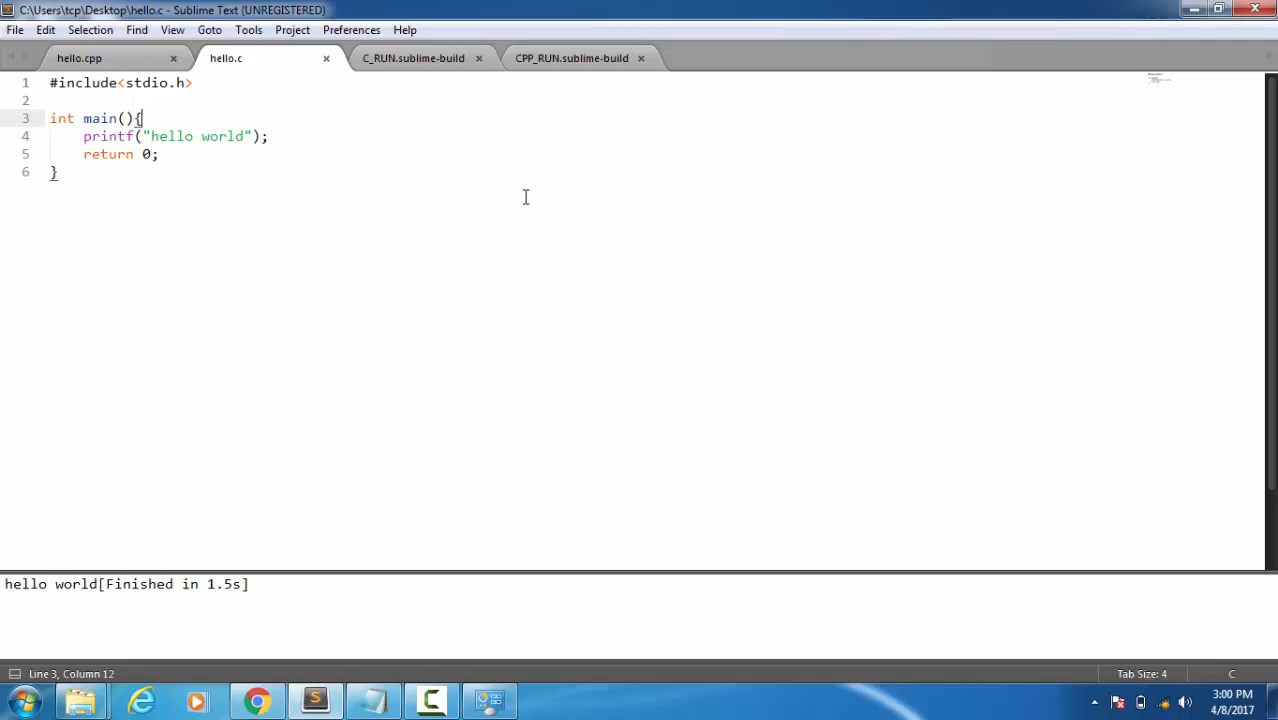 C:\Users\tcp\Desktop\hello.c - Sublime Text (UNREGISTERED)
File Edit Selection Find View Goto Tools Project Preferences Help
hello.cpp × hello.c × C_RUN.sublime-build × CPP_RUN.sublime-build ×
1 #include<stdio.h>
2
3 int main(){
4 printf("hello world");
5 return 0;
6 }
hello world[Finished in 1.5s]
Line 3, Column 12 Tab Size: 4 C
3:00 PM
4/8/2017